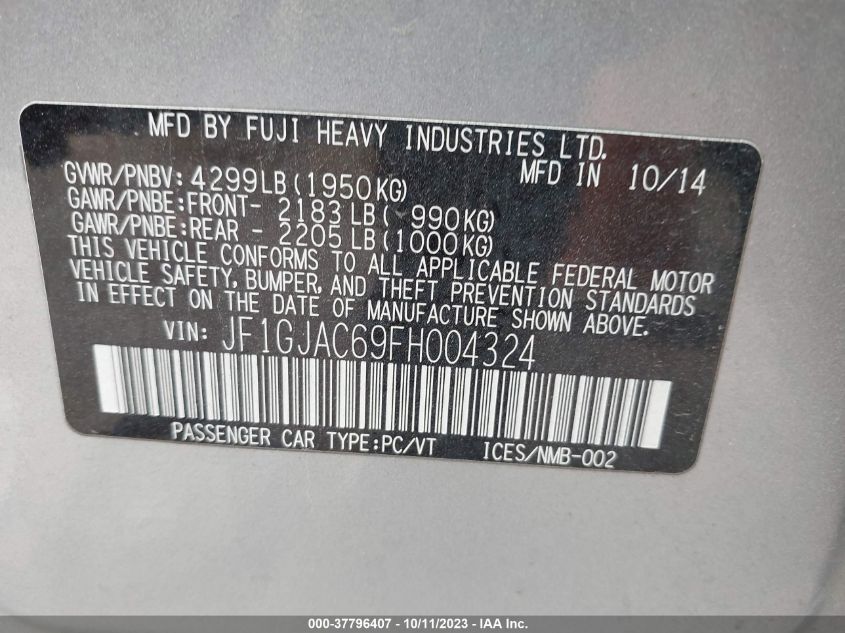 MFD BY FUJI HEAVY INDUSTRIES LTD.
GVWR/PNBV: 4299LB(1950KG) MFD IN 10/14
GAWR/PNBE:FRONT- 2183 LB( 990KG)
GAWR/PNBE:REAR - 2205 LB(1000KG)
THIS VEHICLE CONFORMS TO ALL APPLICABLE FEDERAL MOTOR
VEHICLE SAFETY, BUMPER, AND THEFT PREVENTION STANDARDS
IN EFFECT ON THE DATE OF MANUFACTURE SHOWN ABOVE.
VIN: JF1GJAC69FH004324
PASSENGER CAR TYPE:PC/VT ICES/NMB-002
000-37796407 - 10/11/2023 - IAA Inc.